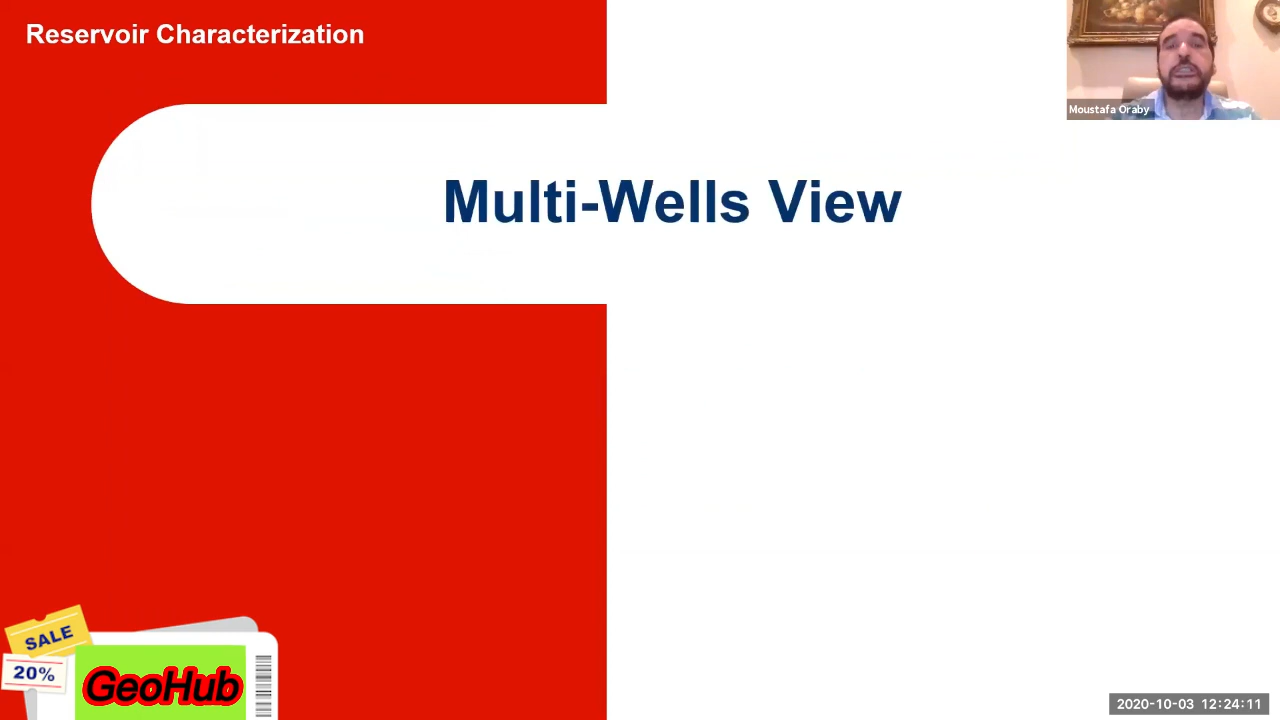 Reservoir Characterization
Moustafa Oraby
Multi-Wells View
SALE
20%
GeoHub
2020-10-03 12:24:11